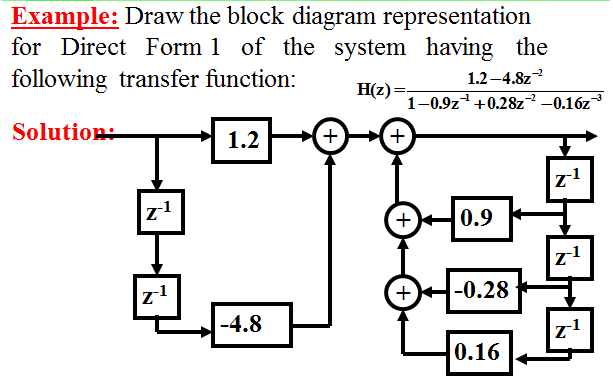 Example: Draw the block diagram representation
for Direct Form 1 of the system having the
following transfer function:
H(z)= 1.2–4.8z⁻² / 1–0.9z⁻¹+0.28z⁻²–0.16z⁻³
Solution:
1.2 + +
z⁻¹
z⁻¹ + 0.9
z⁻¹
z⁻¹ + -0.28
-4.8 z⁻¹
0.16